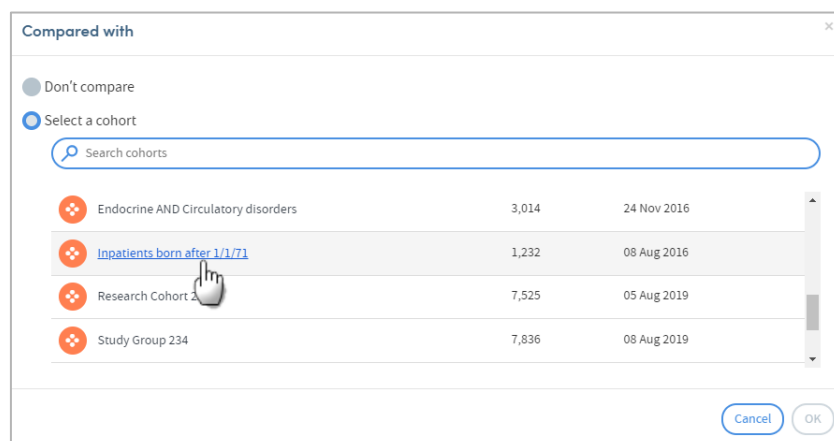 Compared with
Don't compare
Select a cohort
Search cohorts
Endocrine AND Circulatory disorders 3,014 24 Nov 2016
Inpatients born after 1/1/71 1,232 08 Aug 2016
Research Cohort 7,525 05 Aug 2019
Study Group 234 7,836 08 Aug 2019
Cancel OK